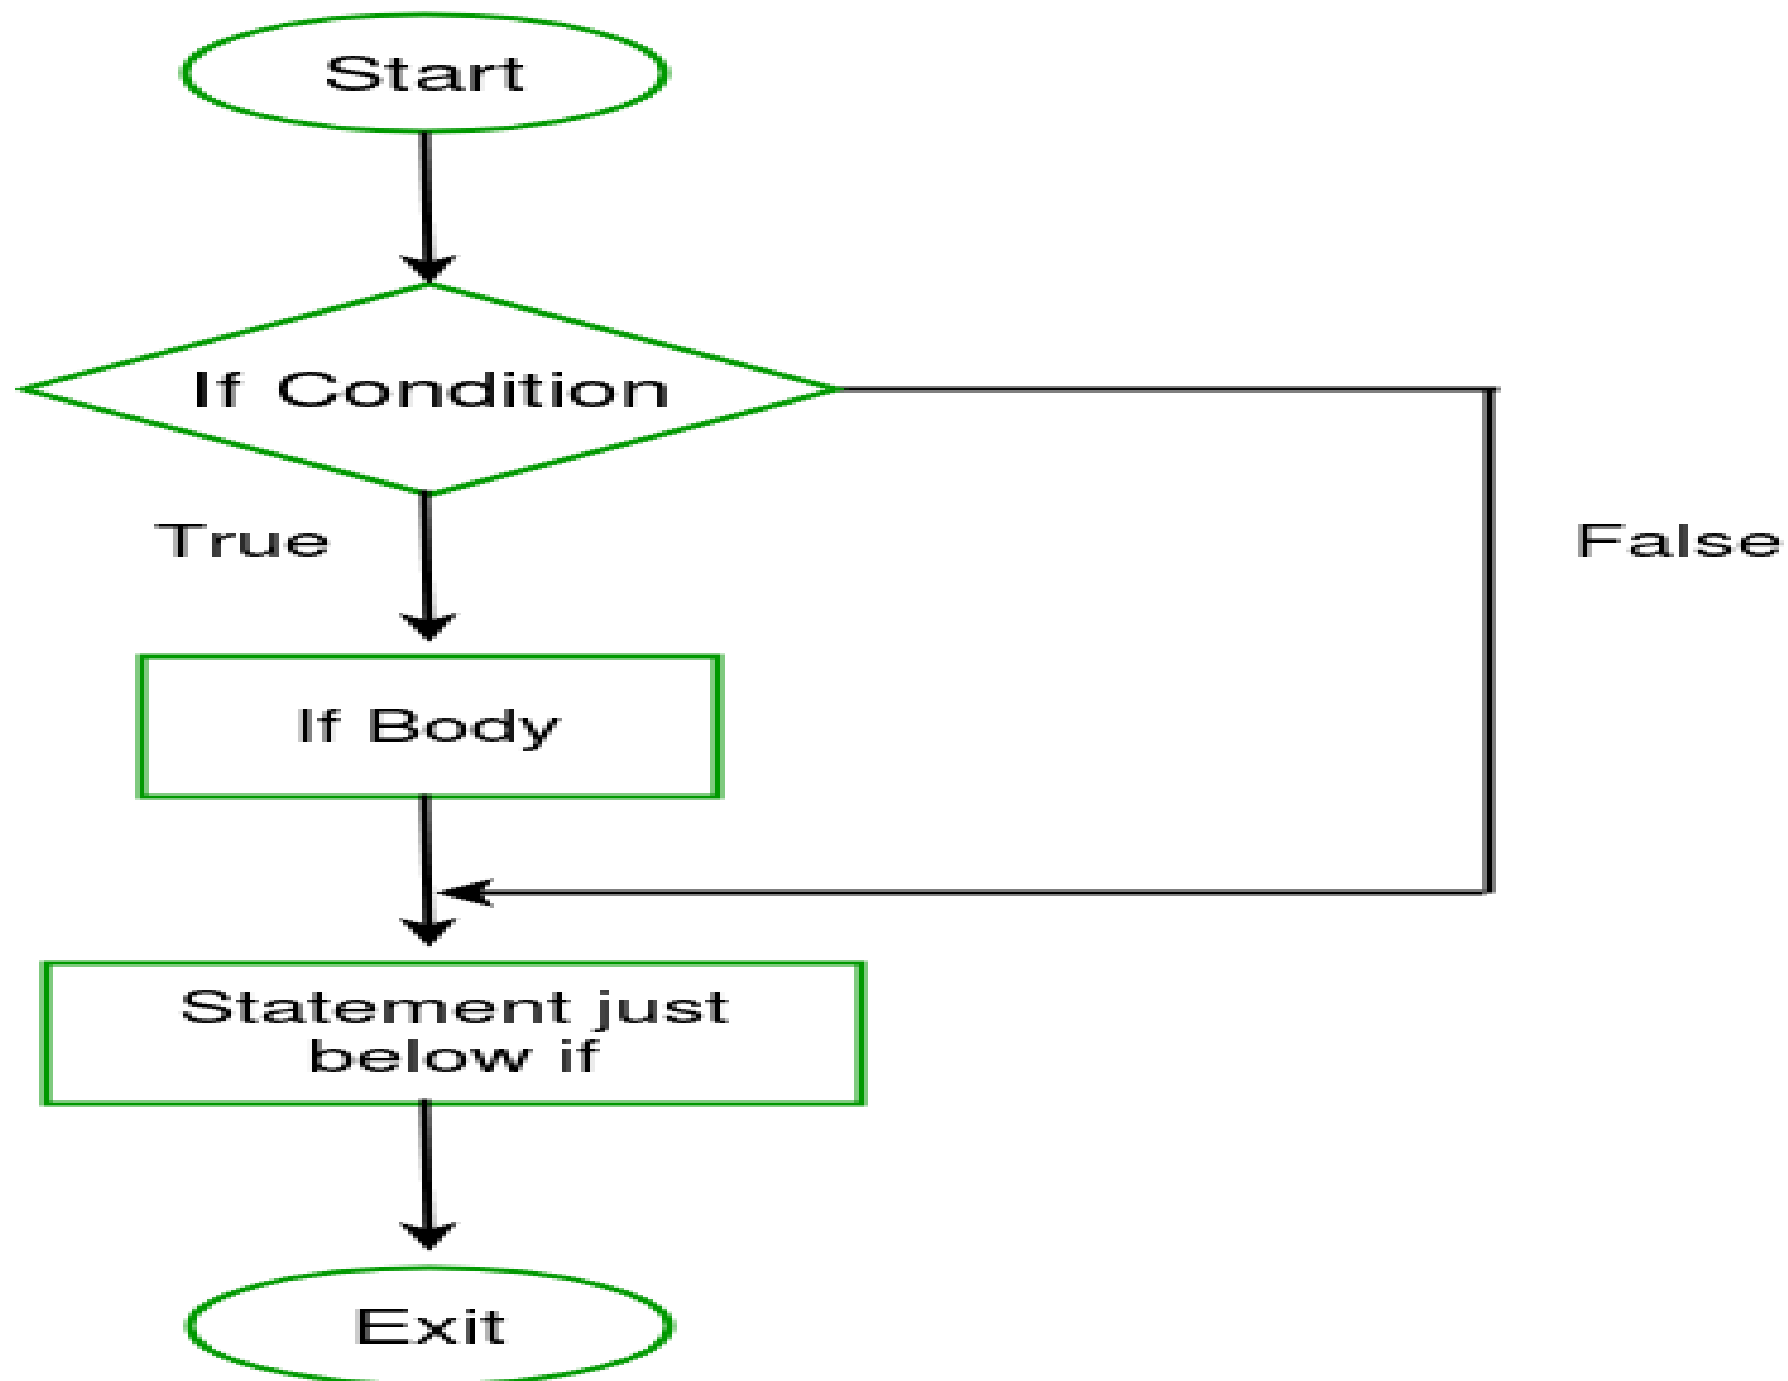 Start
If Condition
True
False
If Body
Statement just
below if
Exit